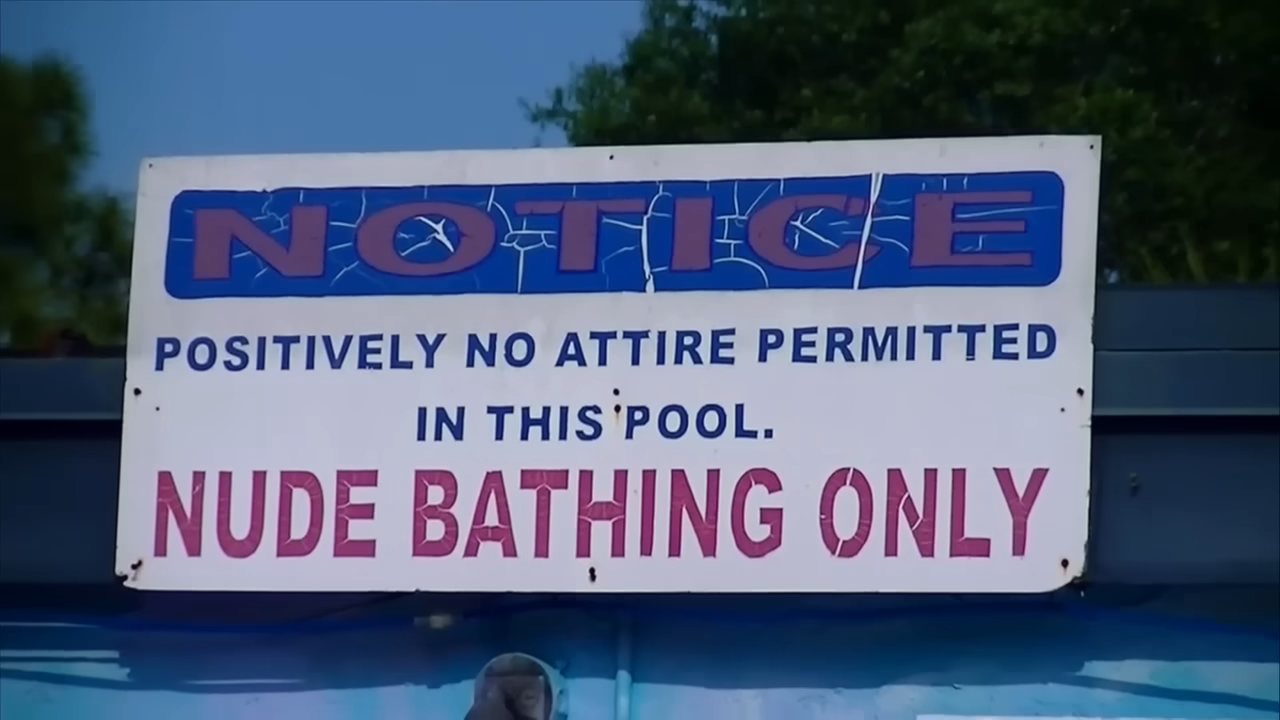 NOTICE
POSITIVELY NO ATTIRE PERMITTED
IN THIS POOL.
NUDE BATHING ONLY